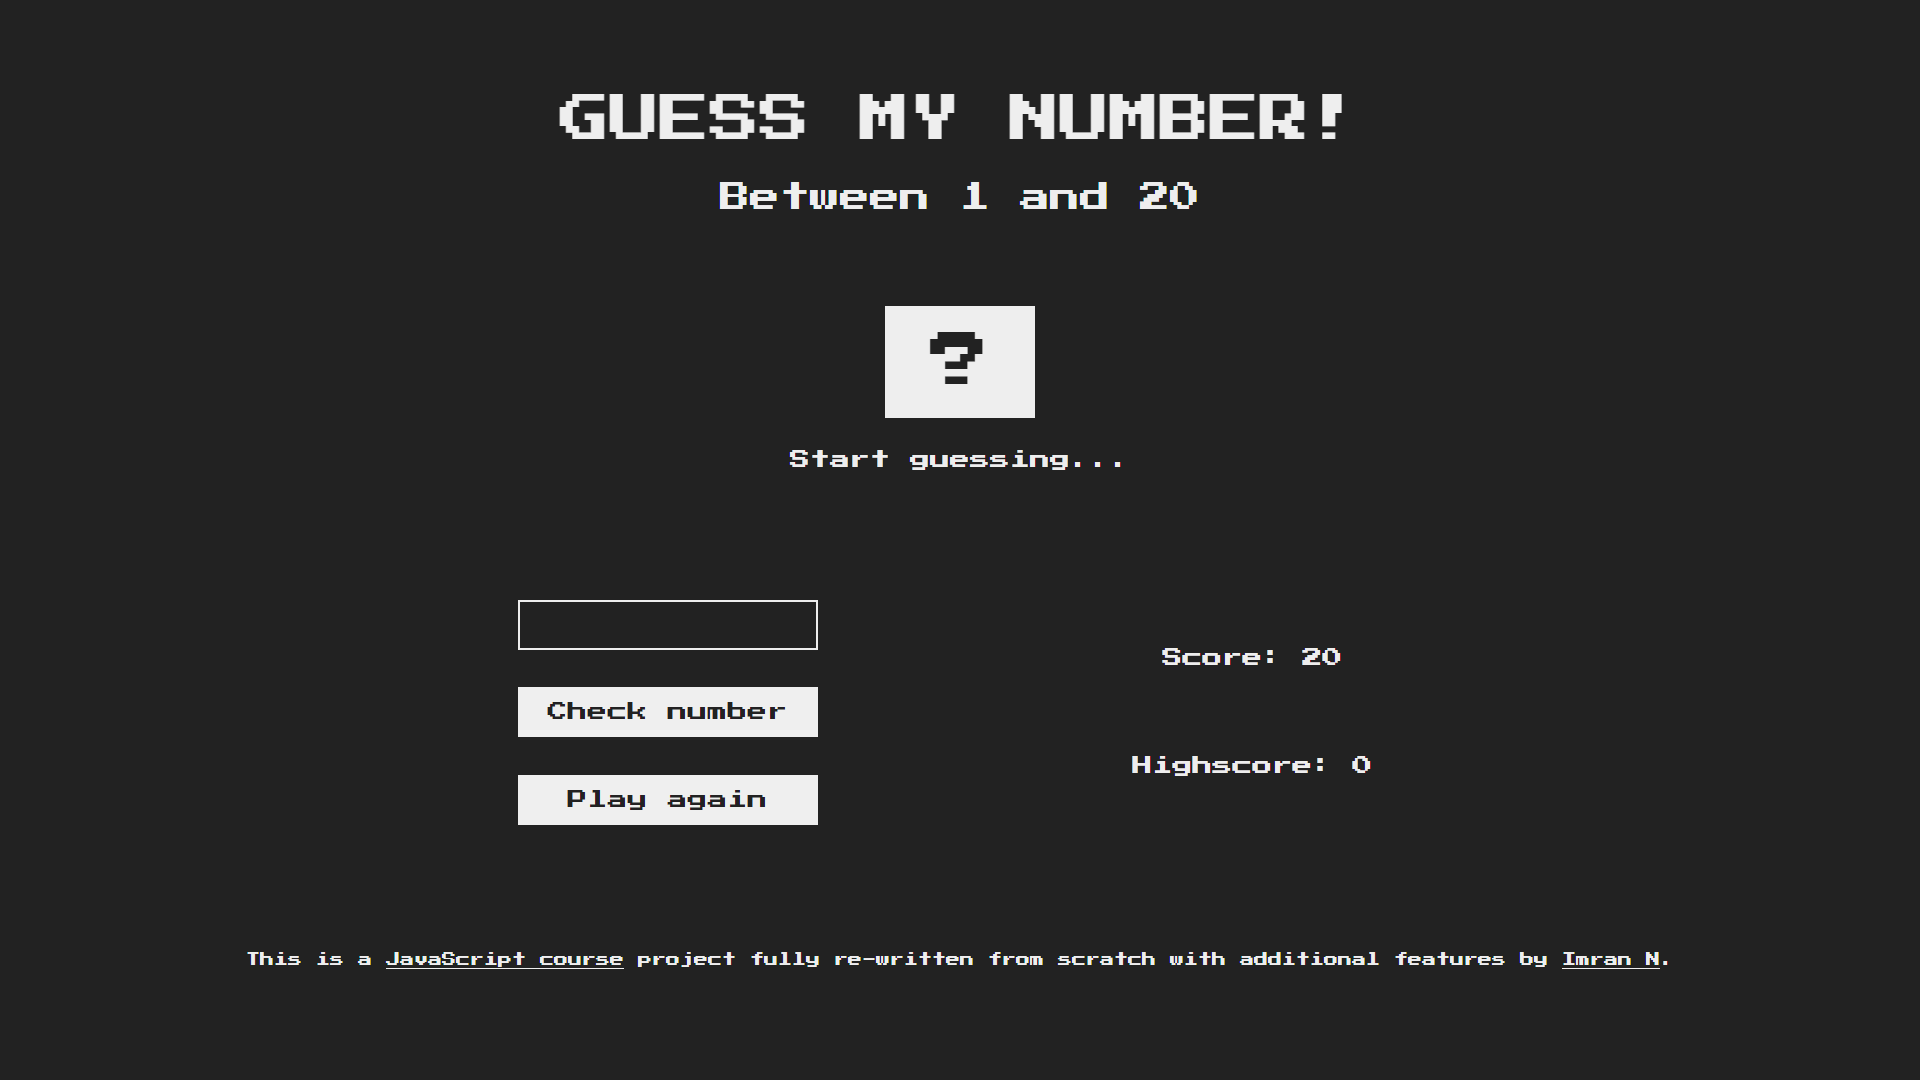 GUESS MY NUMBER!
Between 1 and 20
?
Start guessing...
Check number
Play again
Score: 20
Highscore: 0
This is a JavaScript course project fully re-written from scratch with additional features by Imran N.